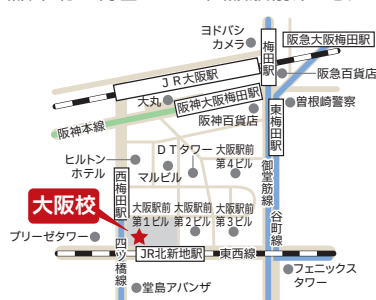 ヨドバシ
カメラ
梅田駅
阪急大阪梅田駅
阪急百貨店
JR大阪駅
大丸
阪神大阪梅田駅
阪神百貨店
東梅田駅
曽根崎警察
阪神本線
ヒルトン
ホテル
DTタワー
マルビル
大阪駅前
第4ビル
御堂筋線
谷町線
西梅田駅
大阪校
大阪駅前
第1ビル
大阪駅前
第2ビル
大阪駅前
第3ビル
ブリーゼタワー
四ツ橋線
JR北新地駅
東西線
堂島アバンザ
フェニックス
タワー